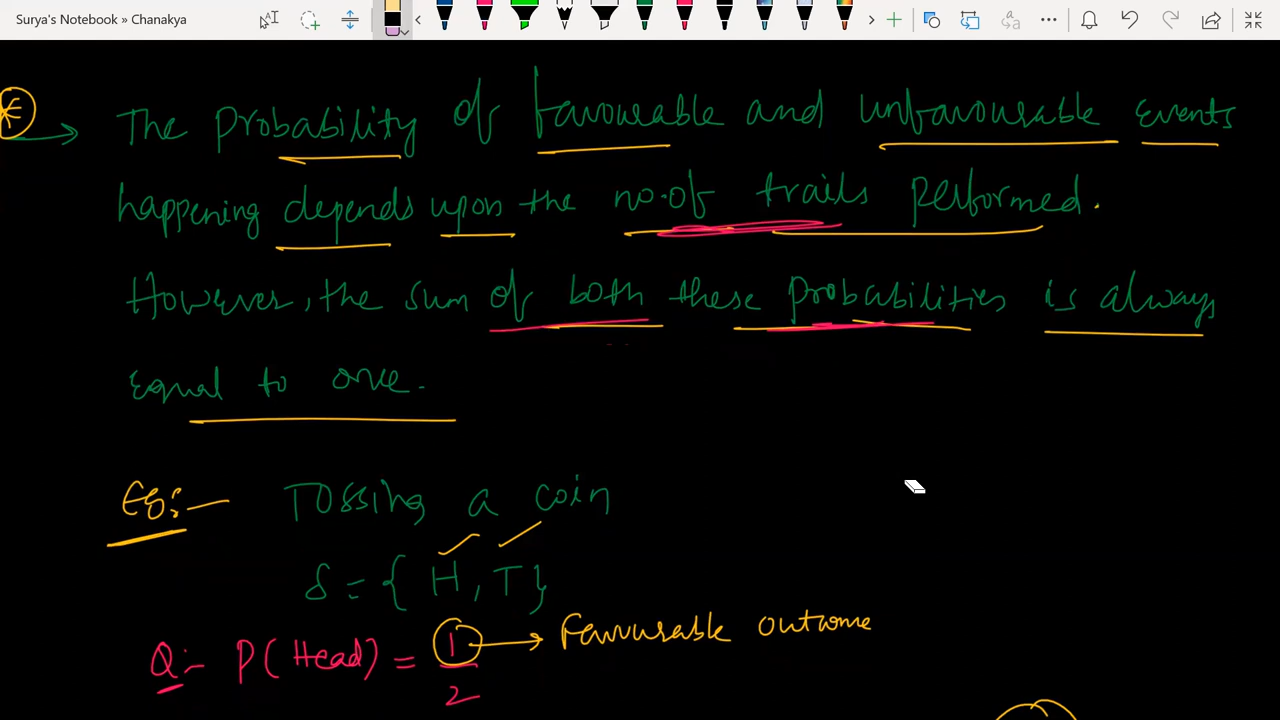 Surya's Notebook » Chanakya
The probability of favourable and unfavourable events
happening depends upon the no.of trails performed.
However, the sum of both these probabilities is always
equal to one.
Eg:- Tossing a coin
S = { H, T }
Q:- P(Head) = 1/2 → Favourable outcome